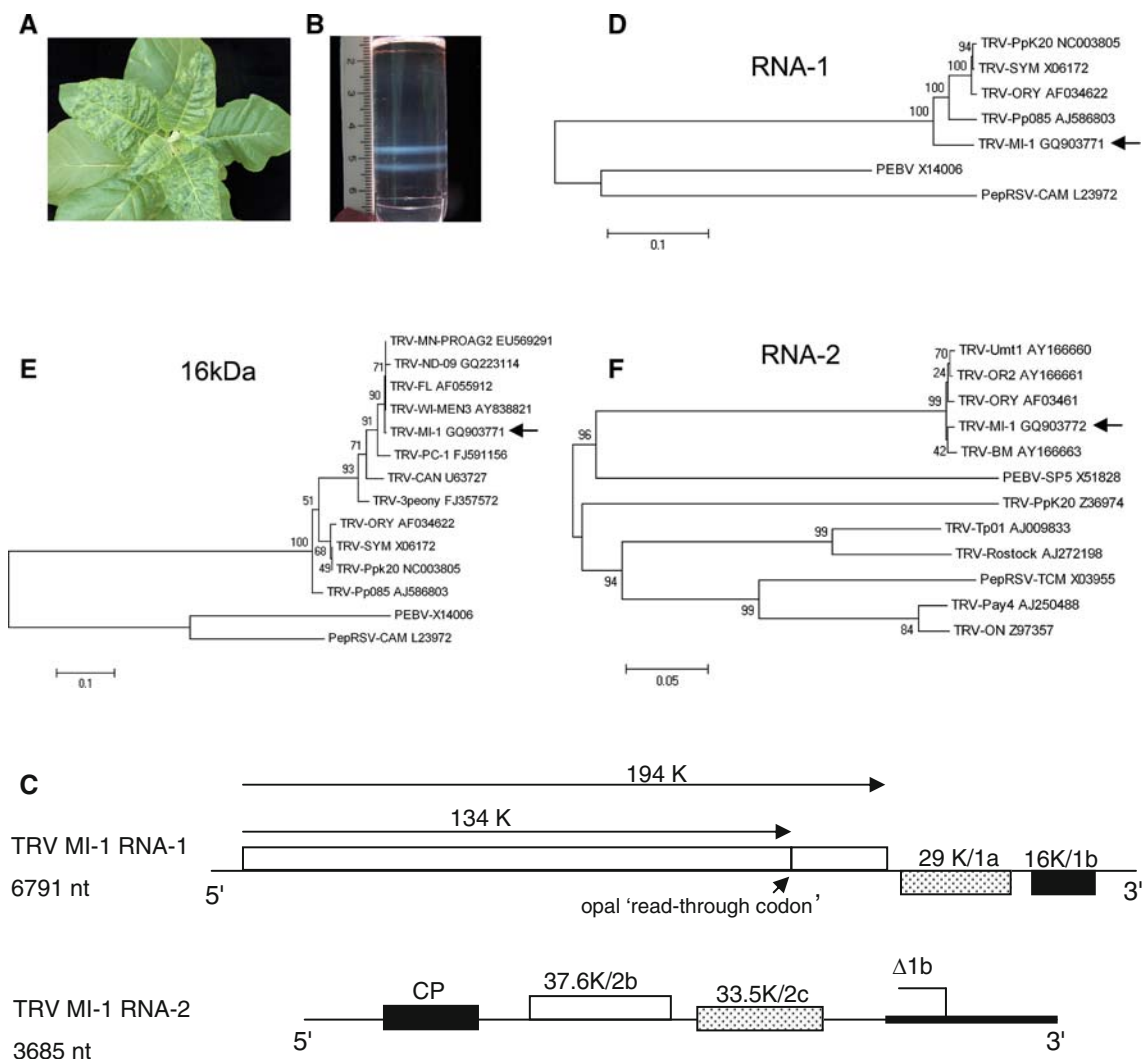 A
B
2
3
4
5
6
D
RNA-1
94
TRV-PpK20 NC003805
100
TRV-SYM X06172
100
TRV-ORY AF034622
100
TRV-Pp085 AJ586803
TRV-MI-1 GQ903771
PEBV X14006
PepRSV-CAM L23972
0.1
E
16kDa
TRV-MN-PROAG2 EU569291
71
TRV-ND-09 GQ223114
90
TRV-FL AF055912
TRV-WI-MEN3 AY838821
91
TRV-MI-1 GQ903771
71
TRV-PC-1 FJ591156
93
TRV-CAN U63727
TRV-3peony FJ357572
51
TRV-ORY AF034622
100
68
TRV-SYM X06172
49
TRV-Ppk20 NC003805
TRV-Pp085 AJ586803
PEBV-X14006
PepRSV-CAM L23972
0.1
F
RNA-2
70
TRV-Umt1 AY166660
24
TRV-OR2 AY166661
99
TRV-ORY AF03461
TRV-MI-1 GQ903772
42
TRV-BM AY166663
96
PEBV-SP5 X51828
TRV-PpK20 Z36974
99
TRV-Tp01 AJ009833
TRV-Rostock AJ272198
94
PepRSV-TCM X03955
99
TRV-Pay4 AJ250488
84
TRV-ON Z97357
0.05
C
194 K
134 K
TRV MI-1 RNA-1
6791 nt
5'
29 K/1a
16K/1b
3'
opal 'read-through codon'
TRV MI-1 RNA-2
3685 nt
5'
CP
37.6K/2b
33.5K/2c
Δ1b
3'